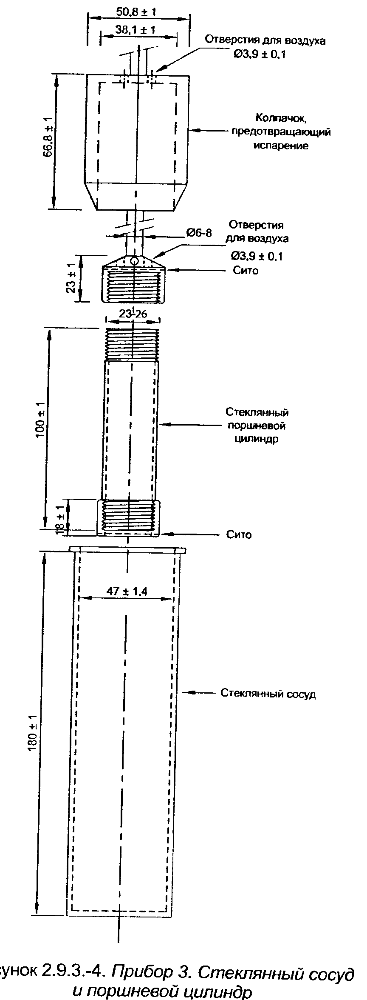 50,8 ± 1
38,1 ± 1
Отверстия для воздуха
Ø3,9 ± 0,1
66,8 ± 1
Колпачок,
предотвращающий
испарение
Отверстия
для воздуха
Ø3,9 ± 0,1
Ø6-8
Сито
23 ± 1
23-26
100 ± 1
Стеклянный
поршневой
цилиндр
18 ± 1
Сито
47 ± 1.4
Стеклянный сосуд
180 ± 1
сунок 2.9.3.-4. Прибор 3. Стеклянный сосуд
и поршневой цилиндр